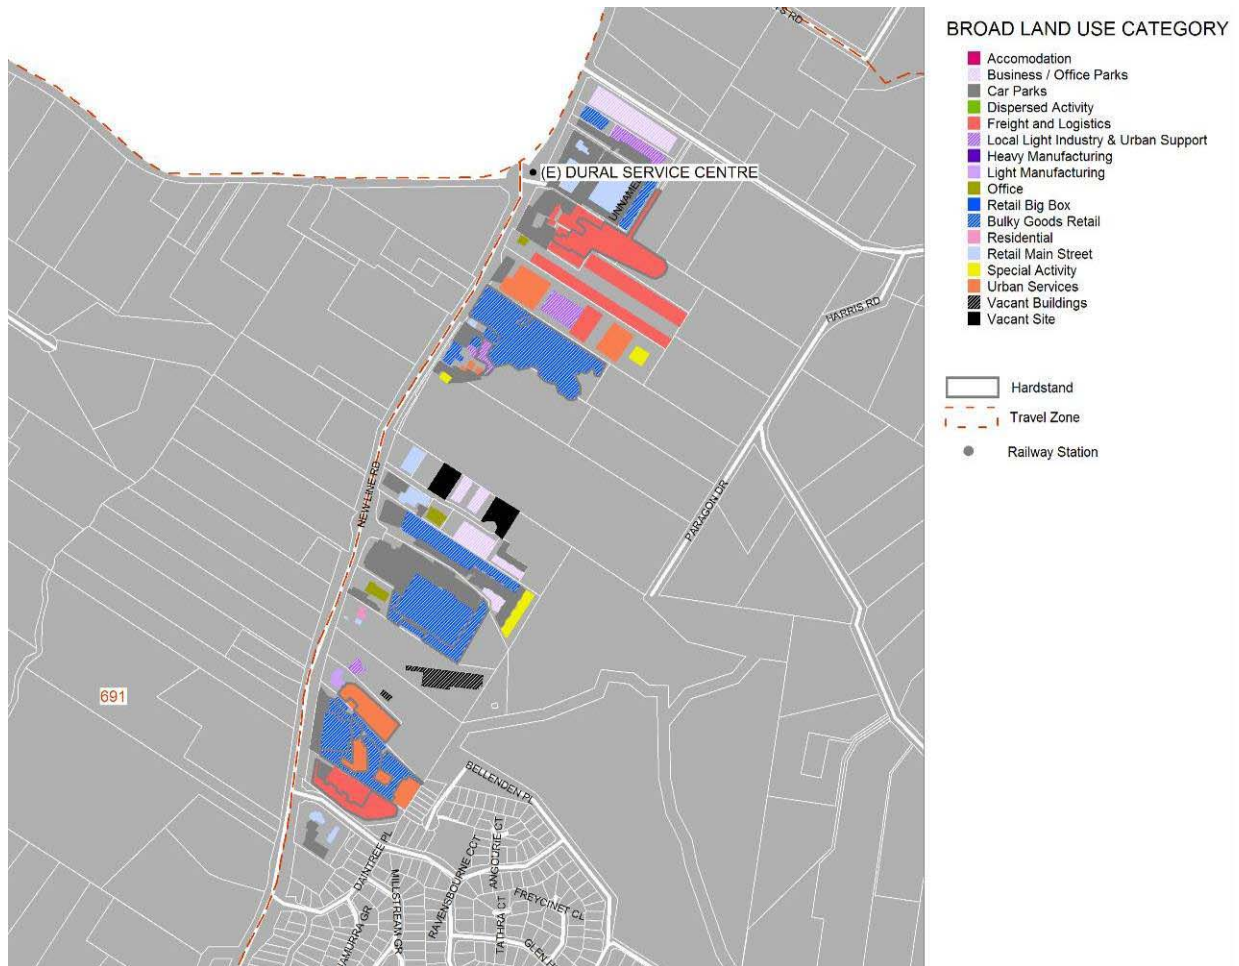 BROAD LAND USE CATEGORY
Accomodation
Business / Office Parks
Car Parks
Dispersed Activity
Freight and Logistics
Local Light Industry & Urban Support
Heavy Manufacturing
Light Manufacturing
Office
Retail Big Box
Bulky Goods Retail
Residential
Retail Main Street
Special Activity
Urban Services
Vacant Buildings
Vacant Site
Hardstand
Travel Zone
Railway Station
RD
(E) DURAL SERVICE CENTRE
HARRIS RD
NEW LINE RD
PARAGON DR
691
BELLENDEN PL
DAINTREE PL
MILLSTREAM GR
RAVENSBOURNE CCT
ANGOURIE CT
TATHRA CT
FREYCINET CL
GLEN
GR